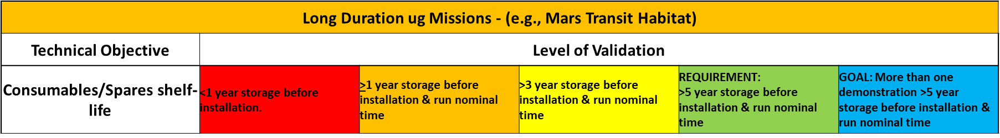 Long Duration ug Missions - (e.g., Mars Transit Habitat)
Technical Objective
Level of Validation
Consumables/Spares shelf-
life
<1 year storage before
installation.
>1 year storage before
installation & run nominal
time
>3 year storage before
installation & run nominal
time
REQUIREMENT:
>5 year storage before
installation & run nominal
time
GOAL: More than one
demonstration >5 year
storage before installation &
run nominal time